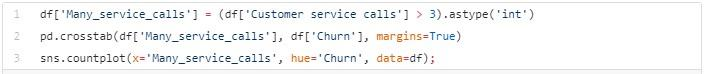 1 df['Many_service_calls'] = (df['Customer service calls'] > 3).astype('int')
2 pd.crosstab(df['Many_service_calls'], df['Churn'], margins=True)
3 sns.countplot(x='Many_service_calls', hue='Churn', data=df);